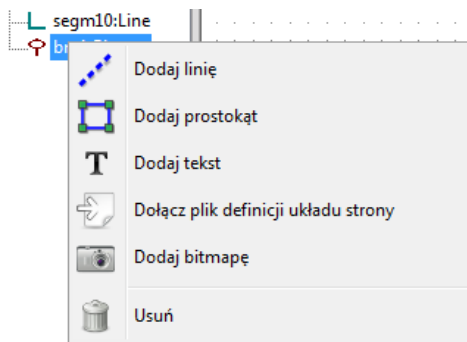 segm10:Line
Dodaj linię
Dodaj prostokąt
Dodaj tekst
Dołącz plik definicji układu strony
Dodaj bitmapę
Usuń